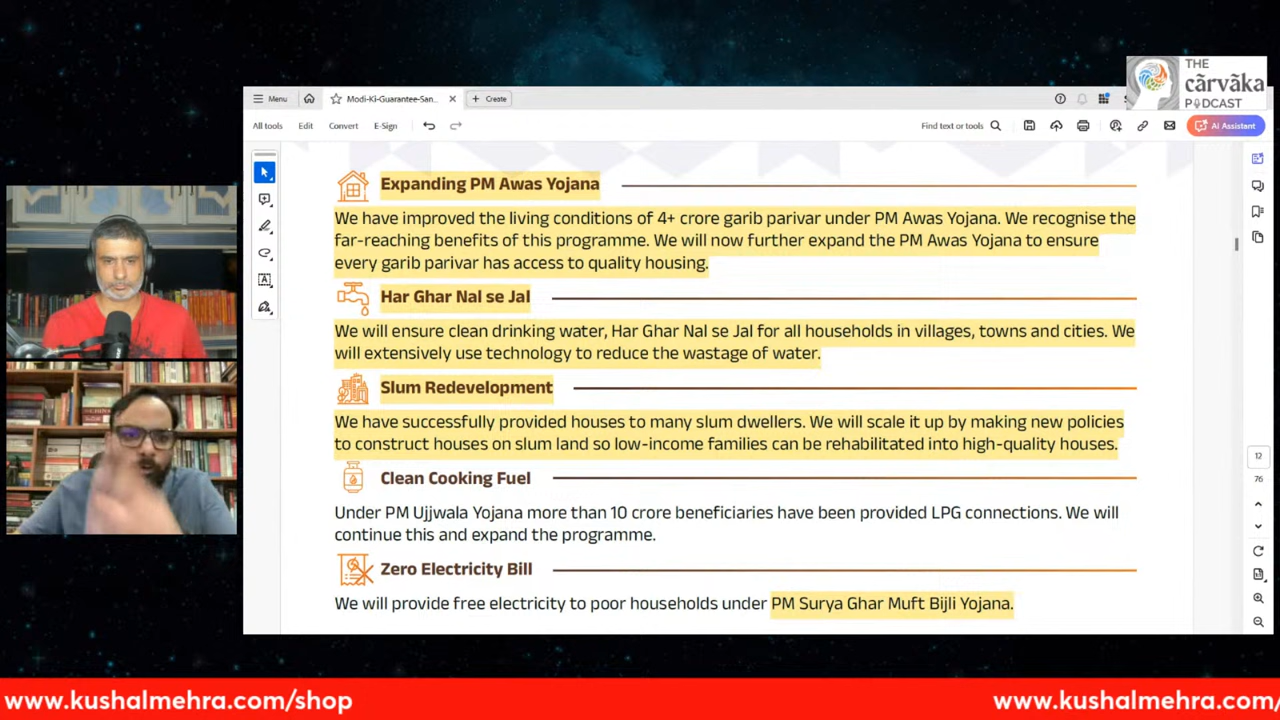 THE
cārvāka
PODCAST
Menu
Modi-Ki-Guarantee-San...
Create
All tools
Edit
Convert
E-Sign
Find text or tools
AI Assistant
Expanding PM Awas Yojana
We have improved the living conditions of 4+ crore garib parivar under PM Awas Yojana. We recognise the
far-reaching benefits of this programme. We will now further expand the PM Awas Yojana to ensure
every garib parivar has access to quality housing.
Har Ghar Nal se Jal
We will ensure clean drinking water, Har Ghar Nal se Jal for all households in villages, towns and cities. We
will extensively use technology to reduce the wastage of water.
Slum Redevelopment
We have successfully provided houses to many slum dwellers. We will scale it up by making new policies
to construct houses on slum land so low-income families can be rehabilitated into high-quality houses.
Clean Cooking Fuel
Under PM Ujjwala Yojana more than 10 crore beneficiaries have been provided LPG connections. We will
continue this and expand the programme.
Zero Electricity Bill
We will provide free electricity to poor households under PM Surya Ghar Muft Bijli Yojana.
12
76
www.kushalmehra.com/shop
www.kushalmehra.com/